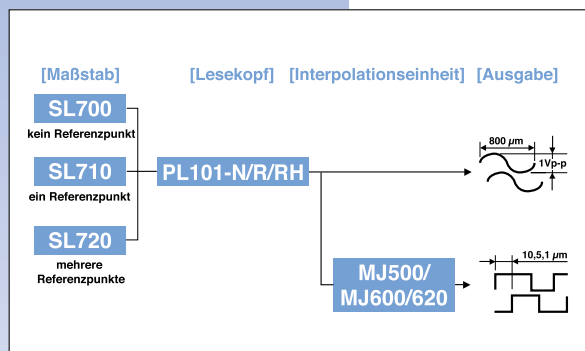 [Maßstab] [Lesekopf] [Interpolationseinheit] [Ausgabe]
SL700
kein Referenzpunkt
SL710
ein Referenzpunkt
SL720
mehrere
Referenzpunkte
PL101-N/R/RH
MJ500/
MJ600/620
800 µm
1Vp-p
10,5,1 µm